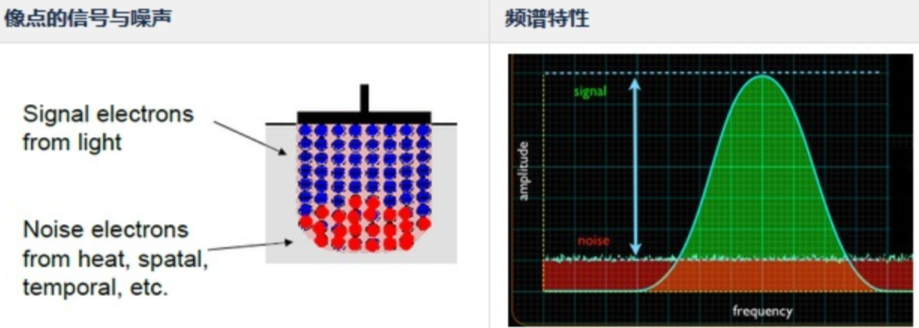 像点的信号与噪声
频谱特性
Signal electrons
from light
Noise electrons
from heat, spatal,
temporal, etc.
signal
amplitude
noise
frequency